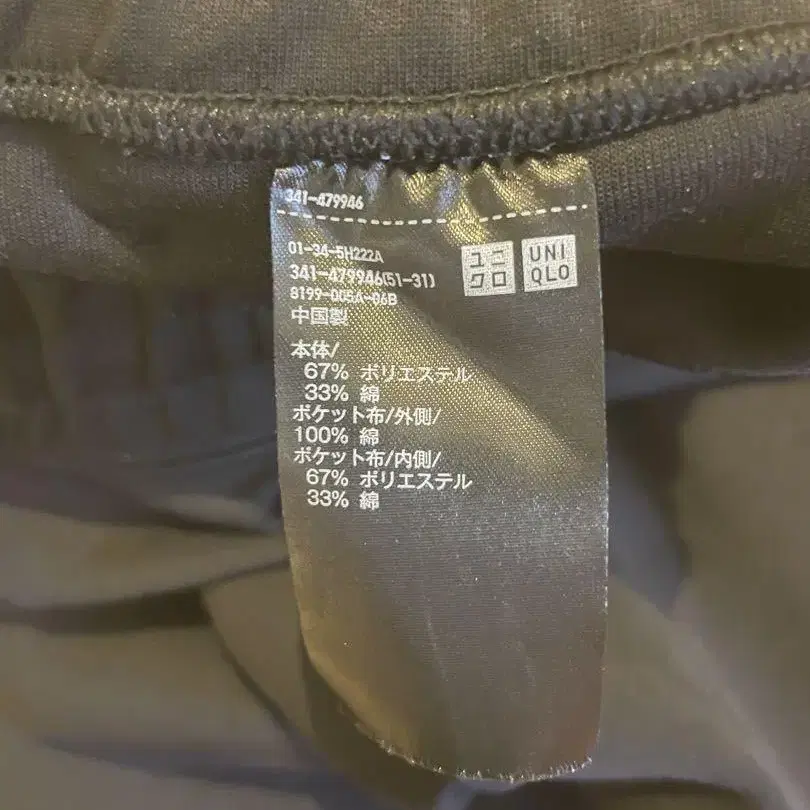 341-479946
01-34-5H222A
341-479946(51-31)
8199-005A-06B
中国製
ユニ
クロ
UNI
QLO
本体/
67% ポリエステル
33% 綿
ポケット布/外側/
100% 綿
ポケット布/内側/
67% ポリエステル
33% 綿